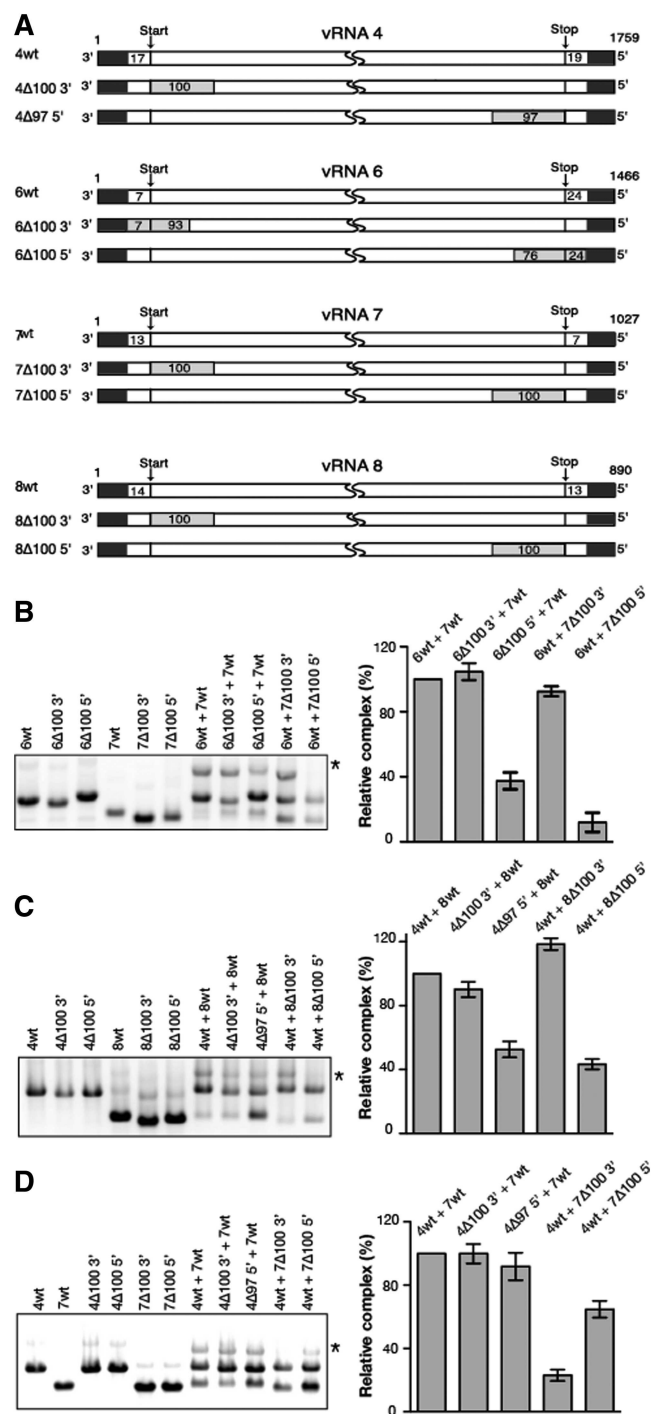 A
1 Start vRNA 4 Stop 1759
4wt 3' 17 19 5'
4Δ100 3' 3' 100 5'
4Δ97 5' 3' 97 5'
1 Start vRNA 6 Stop 1466
6wt 3' 7 24 5'
6Δ100 3' 3' 7 93 5'
6Δ100 5' 3' 76 24 5'
1 Start vRNA 7 Stop 1027
7wt 3' 13 7 5'
7Δ100 3' 3' 100 5'
7Δ100 5' 3' 100 5'
1 Start vRNA 8 Stop 890
8wt 3' 14 13 5'
8Δ100 3' 3' 100 5'
8Δ100 5' 3' 100 5'
B
6wt
6Δ100 3'
6Δ100 5'
7wt
7Δ100 3'
7Δ100 5'
6wt + 7wt
6Δ100 3' + 7wt
6Δ100 5' + 7wt
6wt + 7Δ100 3'
6wt + 7Δ100 5'
*
Relative complex (%)
120
80
40
0
6wt + 7wt
6Δ100 3' + 7wt
6Δ100 5' + 7wt
6wt + 7Δ100 3'
6wt + 7Δ100 5'
C
4wt
4Δ100 3'
4Δ100 5'
8wt
8Δ100 3'
8Δ100 5'
4wt + 8wt
4Δ100 3' + 8wt
4Δ97 5' + 8wt
4wt + 8Δ100 3'
4wt + 8Δ100 5'
*
Relative complex (%)
120
80
40
0
4wt + 8wt
4Δ100 3' + 8wt
4Δ97 5' + 8wt
4wt + 8Δ100 3'
4wt + 8Δ100 5'
D
4wt
7wt
4Δ100 3'
4Δ100 5'
7Δ100 3'
7Δ100 5'
4wt + 7wt
4Δ100 3' + 7wt
4Δ97 5' + 7wt
4wt + 7Δ100 3'
4wt + 7Δ100 5'
*
Relative complex (%)
120
80
40
0
4wt + 7wt
4Δ100 3' + 7wt
4Δ97 5' + 7wt
4wt + 7Δ100 3'
4wt + 7Δ100 5'